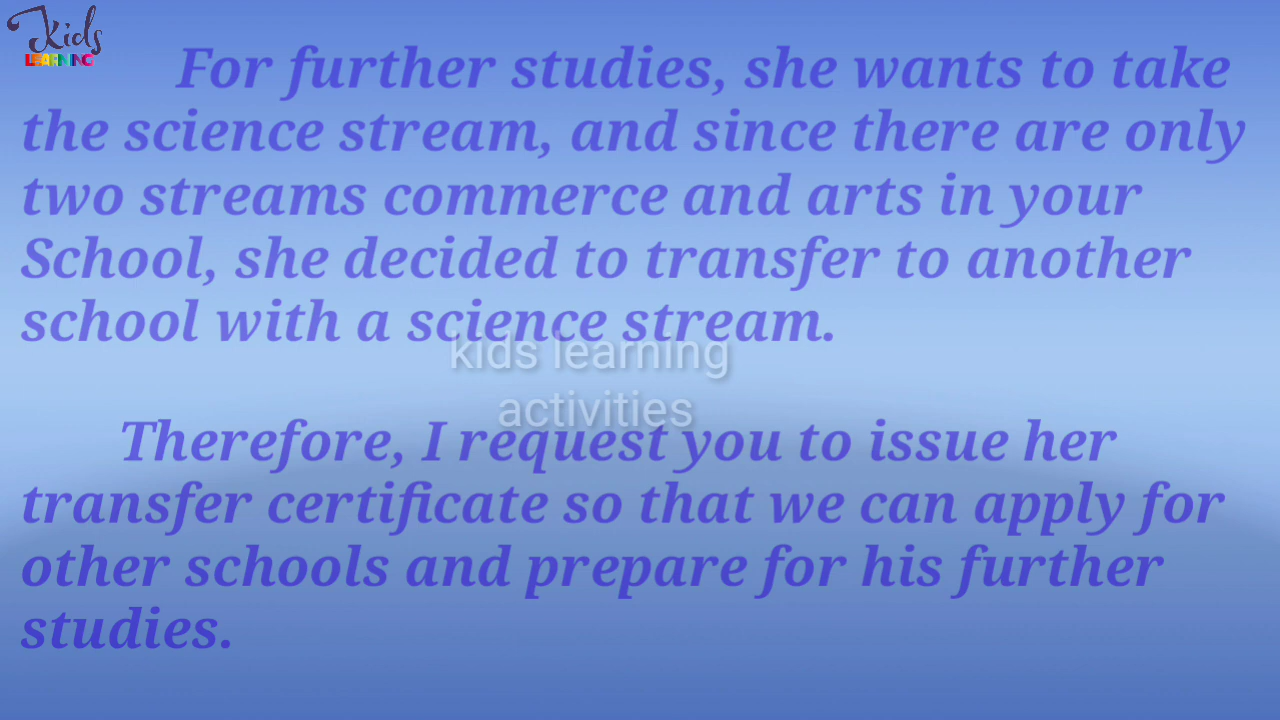 Kids
LEARNING
For further studies, she wants to take
the science stream, and since there are only
two streams commerce and arts in your
School, she decided to transfer to another
school with a science stream.
kids learning
activities
Therefore, I request you to issue her
transfer certificate so that we can apply for
other schools and prepare for his further
studies.